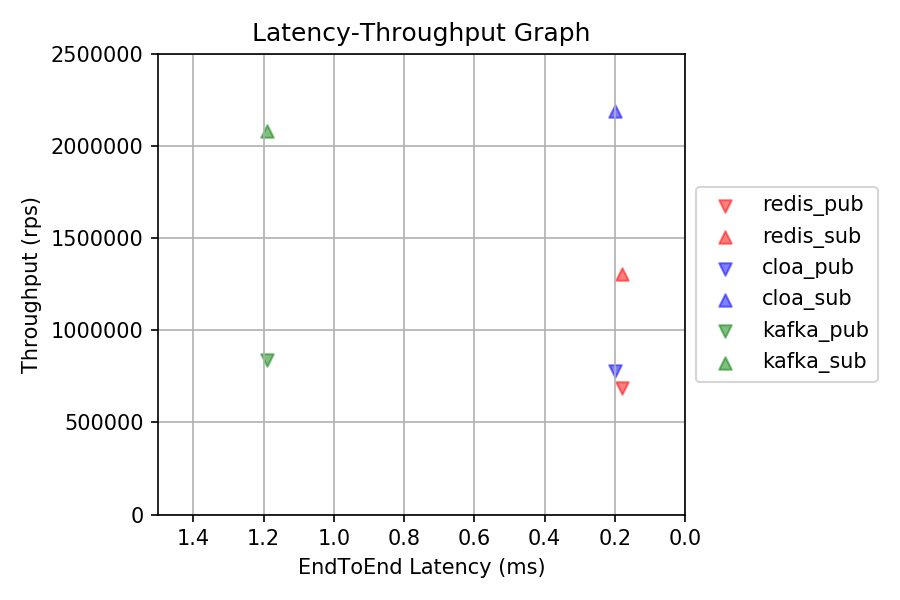 Latency-Throughput Graph
Throughput (rps)
2500000
2000000
1500000
1000000
500000
0
1.4 1.2 1.0 0.8 0.6 0.4 0.2 0.0
EndToEnd Latency (ms)
redis_pub
redis_sub
cloa_pub
cloa_sub
kafka_pub
kafka_sub